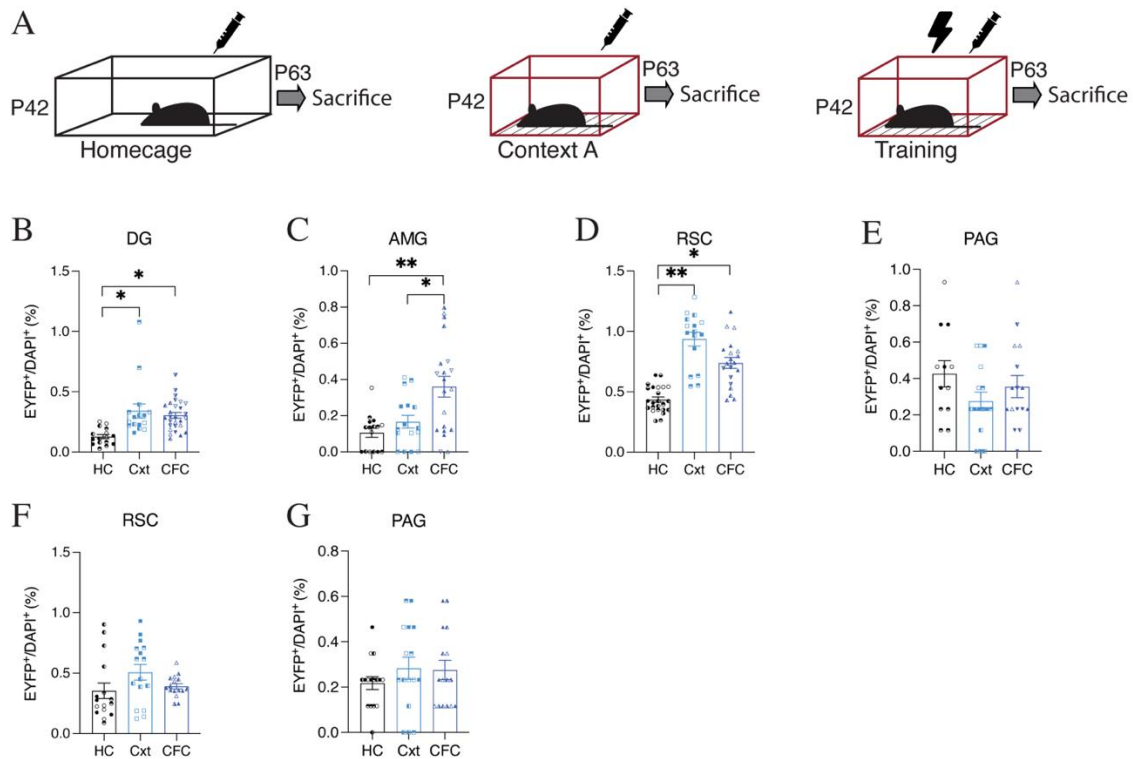 A
P42
Homecage
P63
Sacrifice
P42
Context A
P63
Sacrifice
P42
Training
P63
Sacrifice
B
DG
EYFP⁺/DAPI⁺ (%)
1.5
1.0
0.5
0.0
*
*
HC Cxt CFC
C
AMG
EYFP⁺/DAPI⁺ (%)
1.0
0.8
0.6
0.4
0.2
0.0
**
*
HC Cxt CFC
D
RSC
EYFP⁺/DAPI⁺ (%)
1.5
1.0
0.5
0.0
*
**
HC Cxt CFC
E
PAG
EYFP⁺/DAPI⁺ (%)
1.0
0.8
0.6
0.4
0.2
0.0
HC Cxt CFC
F
RSC
EYFP⁺/DAPI⁺ (%)
1.5
1.0
0.5
0.0
HC Cxt CFC
G
PAG
EYFP⁺/DAPI⁺ (%)
0.8
0.6
0.4
0.2
0.0
HC Cxt CFC